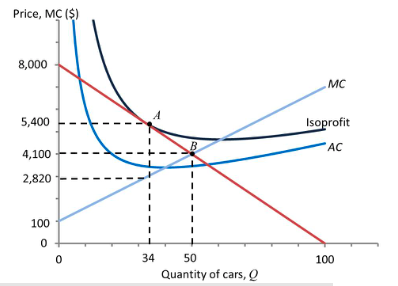 Price, MC ($)
8,000
MC
5,400
A
Isoprofit
4,100
B
AC
2,820
100
0
0
34
50
100
Quantity of cars, Q